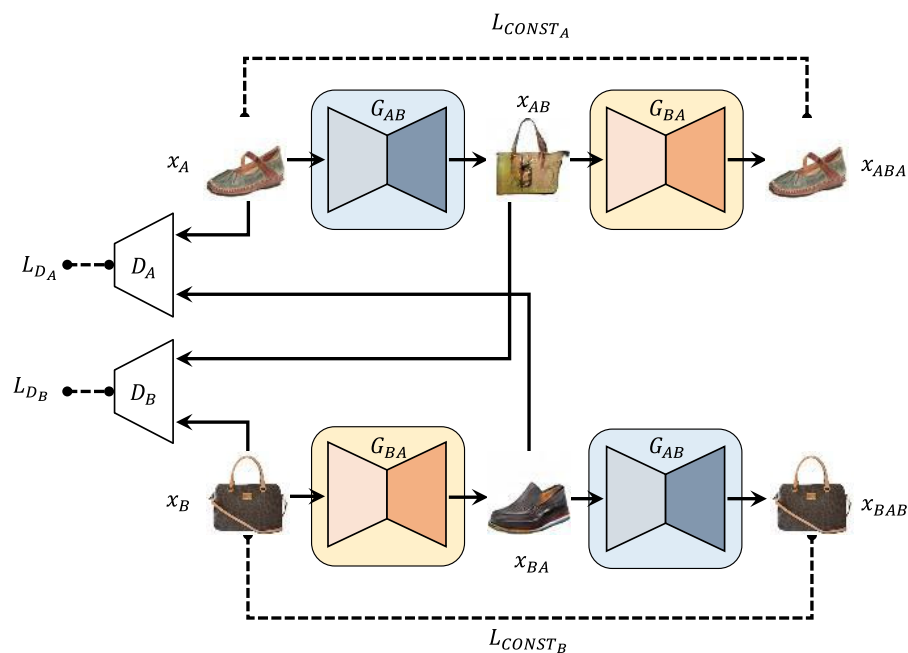 L_{CONST_A}
G_{AB}
x_{AB}
G_{BA}
x_A
x_{ABA}
L_{D_A}
D_A
L_{D_B}
D_B
G_{BA}
G_{AB}
x_B
x_{BAB}
x_{BA}
L_{CONST_B}